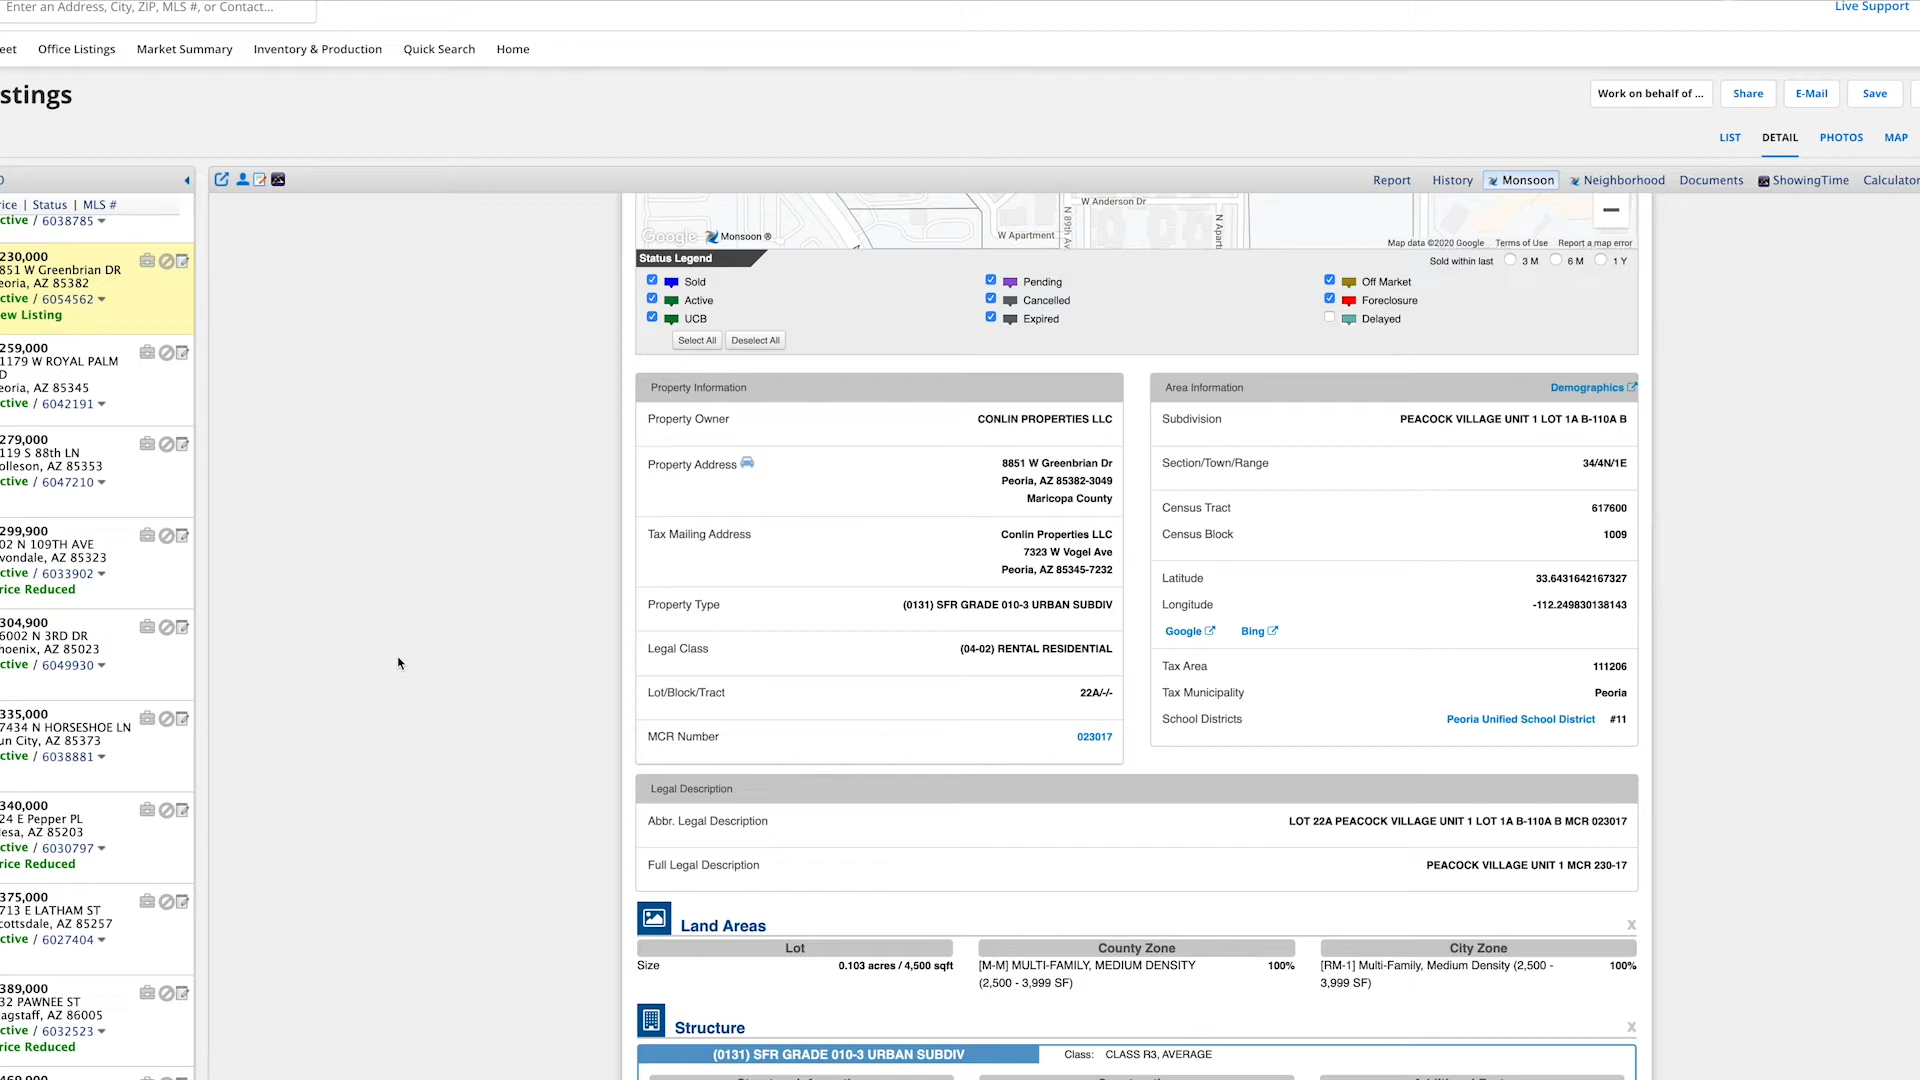 Enter an Address, City, ZIP, MLS #, or Contact...
Live Support
eet
Office Listings
Market Summary
Inventory & Production
Quick Search
Home
stings
Work on behalf of ...
Share
E-Mail
Save
LIST
DETAIL
PHOTOS
MAP
Report
History
Monsoon
Neighborhood
Documents
ShowingTime
Calculator
rice | Status | MLS #
ctive / 6038785
230,000
851 W Greenbrian DR
eoria, AZ 85382
ctive / 6054562
ew Listing
259,000
1179 W ROYAL PALM
D
eoria, AZ 85345
ctive / 6042191
279,000
119 S 88th LN
olleson, AZ 85353
ctive / 6047210
299,900
02 N 109TH AVE
vondale, AZ 85323
ctive / 6033902
rice Reduced
304,900
6002 N 3RD DR
hoenix, AZ 85023
ctive / 6049930
335,000
7434 N HORSESHOE LN
un City, AZ 85373
ctive / 6038881
340,000
24 E Pepper PL
esa, AZ 85203
ctive / 6030797
rice Reduced
375,000
713 E LATHAM ST
cottsdale, AZ 85257
ctive / 6027404
389,000
32 PAWNEE ST
agstaff, AZ 86005
ctive / 6032523
rice Reduced
W Anderson Dr
N 89th Av
N Apart
W Apartment
Google
Monsoon ®
Map data ©2020 Google
Terms of Use
Report a map error
Status Legend
Sold within last
3 M
6 M
1 Y
Sold
Pending
Off Market
Active
Cancelled
Foreclosure
UCB
Expired
Delayed
Select All
Deselect All
Property Information
Property Owner
CONLIN PROPERTIES LLC
Property Address
8851 W Greenbrian Dr
Peoria, AZ 85382-3049
Maricopa County
Tax Mailing Address
Conlin Properties LLC
7323 W Vogel Ave
Peoria, AZ 85345-7232
Property Type
(0131) SFR GRADE 010-3 URBAN SUBDIV
Legal Class
(04-02) RENTAL RESIDENTIAL
Lot/Block/Tract
22A/-/-
MCR Number
023017
Area Information
Demographics
Subdivision
PEACOCK VILLAGE UNIT 1 LOT 1A B-110A B
Section/Town/Range
34/4N/1E
Census Tract
617600
Census Block
1009
Latitude
33.6431642167327
Longitude
-112.249830138143
Google
Bing
Tax Area
111206
Tax Municipality
Peoria
School Districts
Peoria Unified School District #11
Legal Description
Abbr. Legal Description
LOT 22A PEACOCK VILLAGE UNIT 1 LOT 1A B-110A B MCR 023017
Full Legal Description
PEACOCK VILLAGE UNIT 1 MCR 230-17
Land Areas
X
Lot
County Zone
City Zone
Size
0.103 acres / 4,500 sqft
[M-M] MULTI-FAMILY, MEDIUM DENSITY
(2,500 - 3,999 SF)
100%
[RM-1] Multi-Family, Medium Density (2,500 -
3,999 SF)
100%
Structure
X
(0131) SFR GRADE 010-3 URBAN SUBDIV
Class: CLASS R3, AVERAGE